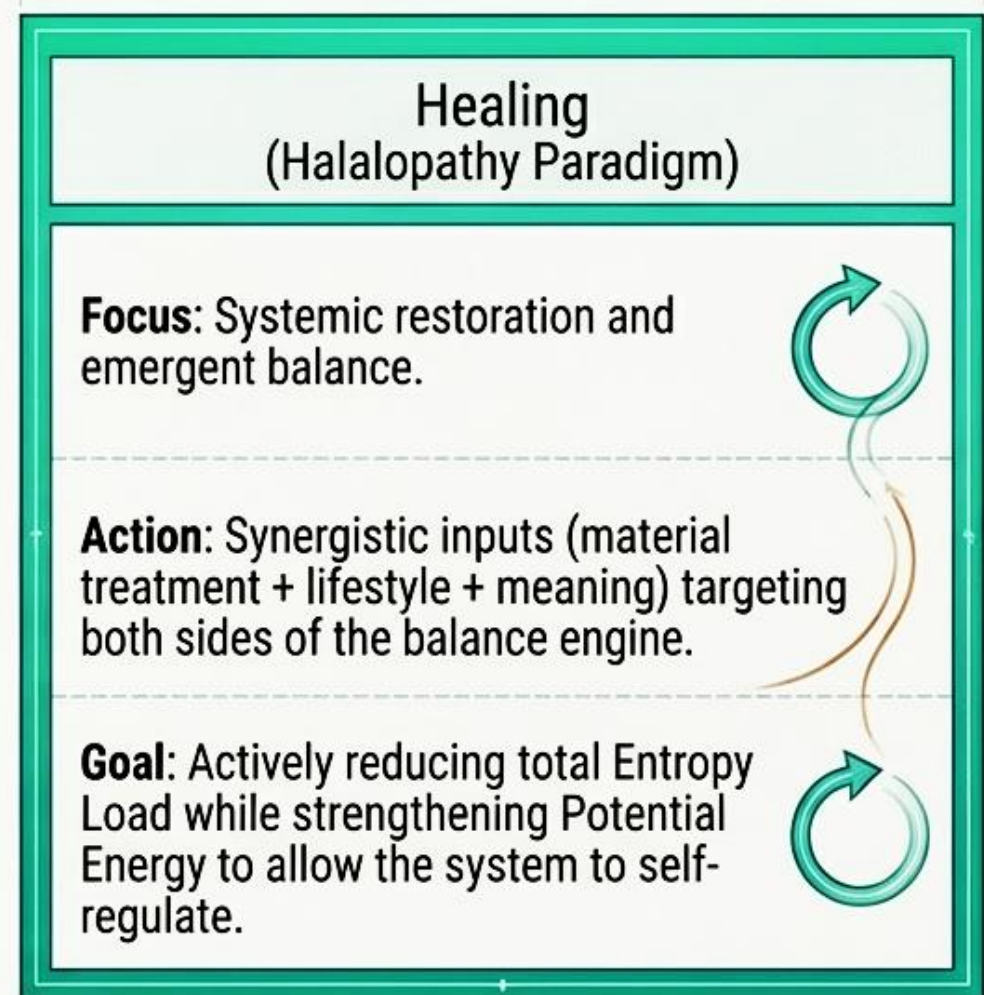 Healing
(Halalopathy Paradigm)
Focus: Systemic restoration and
emergent balance.
Action: Synergistic inputs (material
treatment + lifestyle + meaning) targeting
both sides of the balance engine.
Goal: Actively reducing total Entropy
Load while strengthening Potential
Energy to allow the system to self-
regulate.